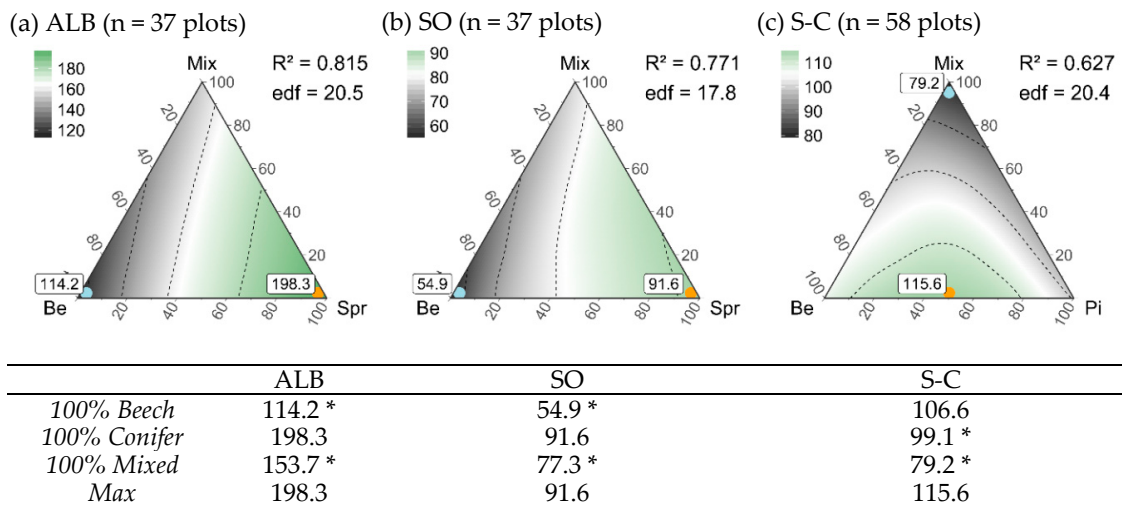 (a) ALB (n = 37 plots)
180
160
140
120
Mix
R² = 0.815
edf = 20.5
100
80
60
40
20
20
40
60
80
114.2
198.3
Be
20
40
60
80
100
Spr
(b) SO (n = 37 plots)
90
80
70
60
Mix
R² = 0.771
edf = 17.8
100
80
60
40
20
20
40
60
80
54.9
91.6
Be
20
40
60
80
100
Spr
(c) S-C (n = 58 plots)
110
100
90
80
Mix
79.2
R² = 0.627
edf = 20.4
100
80
60
40
20
20
40
60
80
100
115.6
Be
20
40
60
80
100
Pi
ALB SO S-C
100% Beech 114.2 * 54.9 * 106.6
100% Conifer 198.3 91.6 99.1 *
100% Mixed 153.7 * 77.3 * 79.2 *
Max 198.3 91.6 115.6